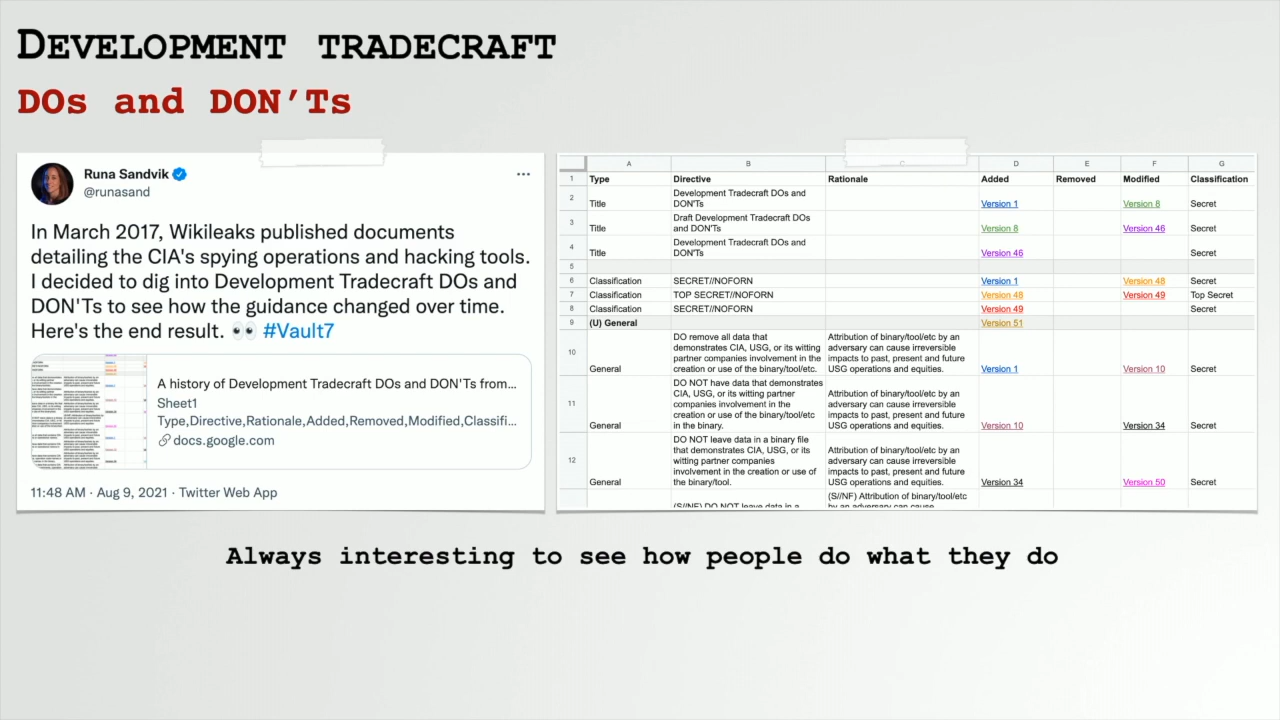 DEVELOPMENT TRADECRAFT
DOs and DON'Ts
Runa Sandvik
@runasand
In March 2017, Wikileaks published documents
detailing the CIA's spying operations and hacking tools.
I decided to dig into Development Tradecraft DOs and
DON'Ts to see how the guidance changed over time.
Here's the end result. 👀 #Vault7
A history of Development Tradecraft DOs and DON'Ts from...
Sheet1
Type,Directive,Rationale,Added,Removed,Modified,Classifi...
docs.google.com
11:48 AM · Aug 9, 2021 · Twitter Web App
A B C D E F G
1 Type Directive Rationale Added Removed Modified Classification
Development Tradecraft DOs and
2 Title DON'Ts Version 1 Version 8 Secret
Draft Development Tradecraft DOs
3 Title and DON'Ts Version 8 Version 46 Secret
Development Tradecraft DOs and
4 Title DON'Ts Version 46 Secret
5
6 Classification SECRET//NOFORN Version 1 Version 48 Secret
7 Classification TOP SECRET//NOFORN Version 48 Version 49 Top Secret
8 Classification SECRET//NOFORN Version 49 Secret
9 (U) General Version 51
DO remove all data that Attribution of binary/tool/etc by an
demonstrates CIA, USG, or its witting adversary can cause irreversible
10 partner companies involvement in the impacts to past, present and future
General creation or use of the binary/tool/etc. USG operations and equities. Version 1 Version 10 Secret
DO NOT have data that demonstrates
CIA, USG, or its witting partner Attribution of binary/tool/etc by an
11 companies involvement in the adversary can cause irreversible
creation or use of the binary/tool/etc impacts to past, present and future
General in the binary. USG operations and equities. Version 10 Version 34 Secret
DO NOT leave data in a binary file
that demonstrates CIA, USG, or its Attribution of binary/tool/etc by an
witting partner companies adversary can cause irreversible
12 involvement in the creation or use of impacts to past, present and future
General the binary/tool. USG operations and equities. Version 34 Version 50 Secret
(S//NF) Attribution of binary/tool/etc
(S//NF) DO NOT leave data in a by an adversary can cause
Always interesting to see how people do what they do